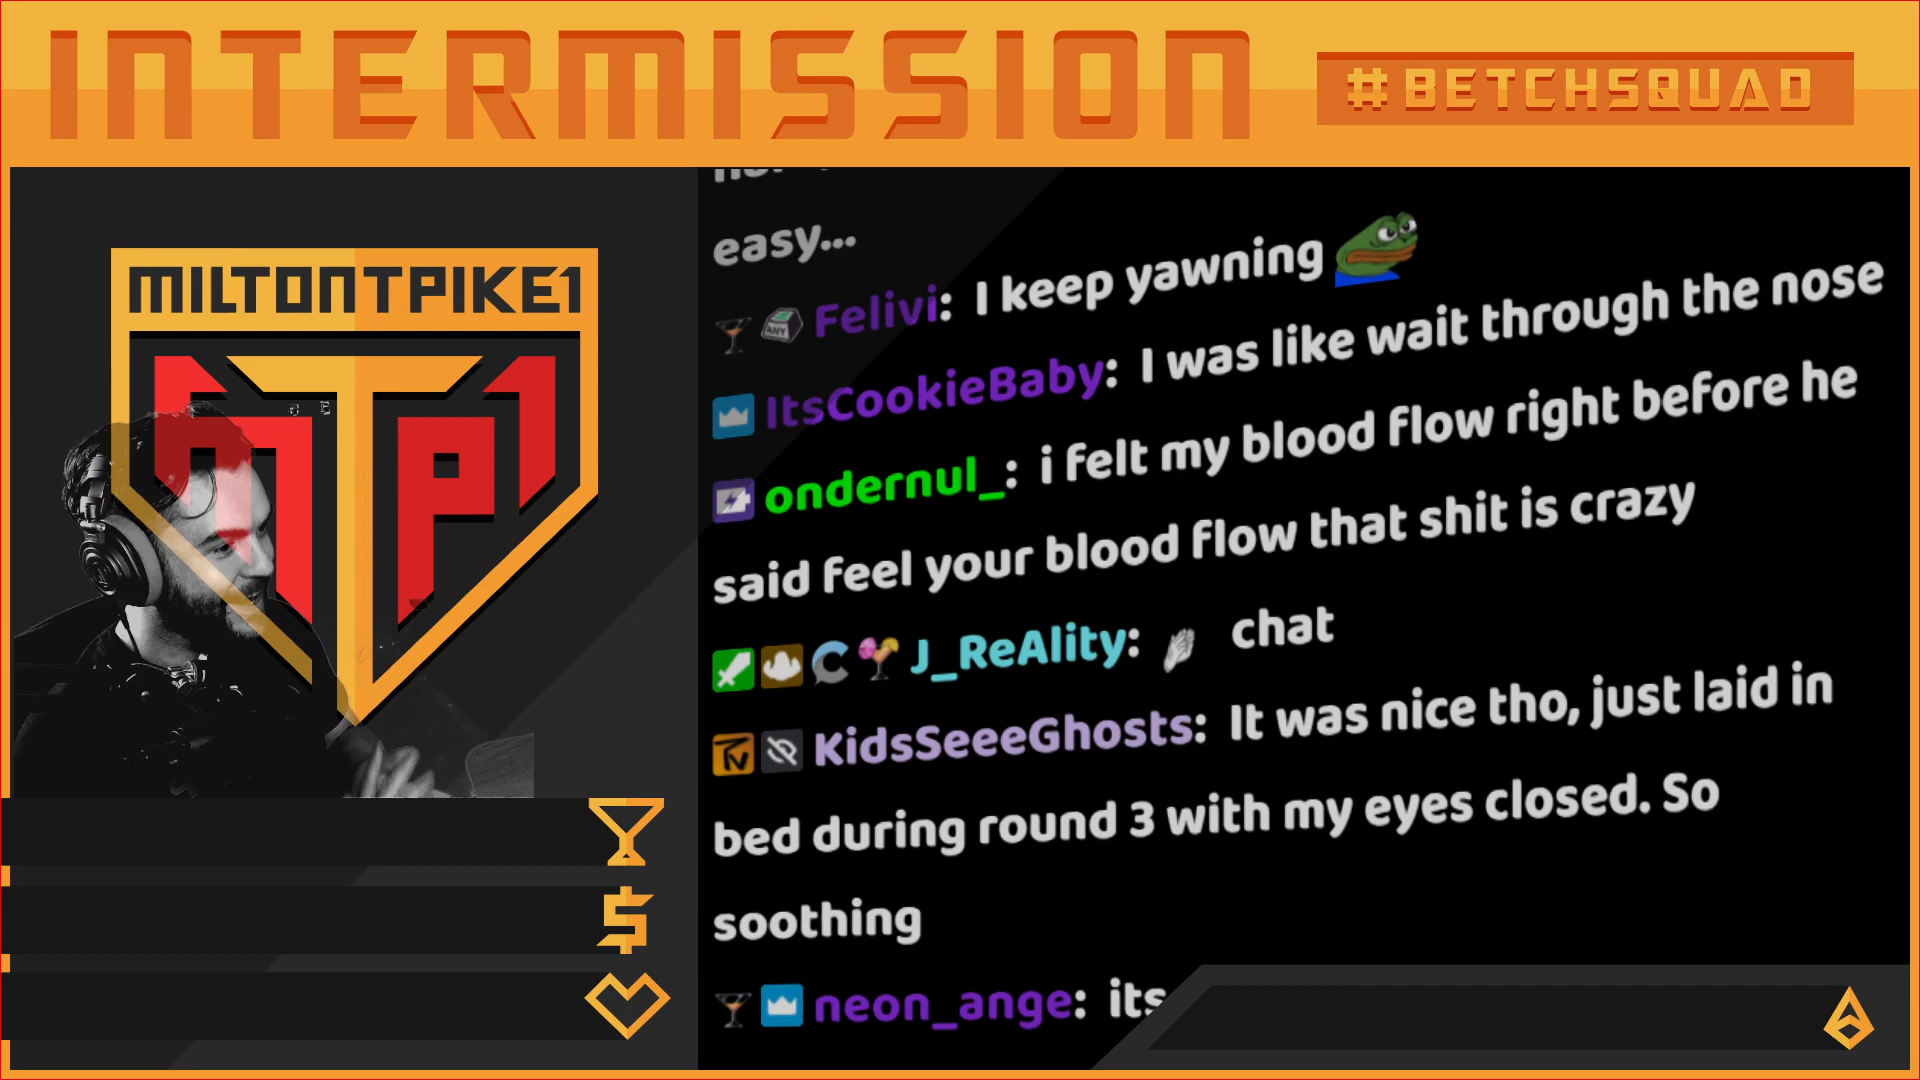 INTERMISSION
#BETCHSQUAD
MILTONTPIKE1
MTP1
easy...
Felivi: I keep yawning
ItsCookieBaby: I was like wait through the nose
ondernul_: i felt my blood flow right before he
said feel your blood flow that shit is crazy
J_ReAlity: chat
KidsSeeeGhosts: It was nice tho, just laid in
bed during round 3 with my eyes closed. So
soothing
neon_ange: its